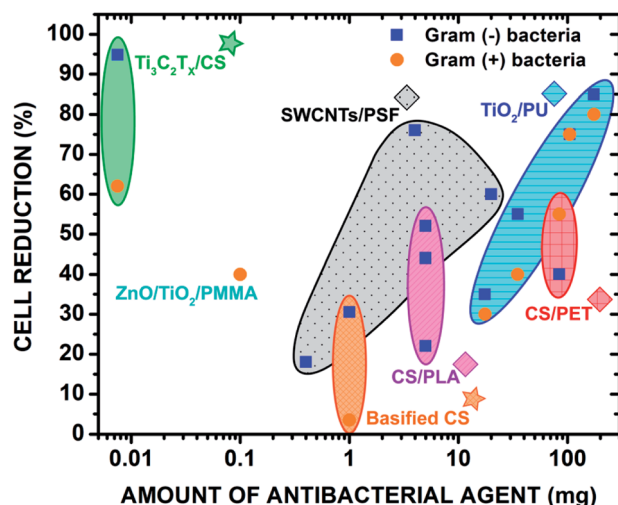 100
90
80
70
60
50
40
30
20
10
0
CELL REDUCTION (%)
Gram (-) bacteria
Gram (+) bacteria
Ti₃C₂Tₓ/CS
SWCNTs/PSF
TiO₂/PU
ZnO/TiO₂/PMMA
CS/PET
CS/PLA
Basified CS
0.01 0.1 1 10 100
AMOUNT OF ANTIBACTERIAL AGENT (mg)